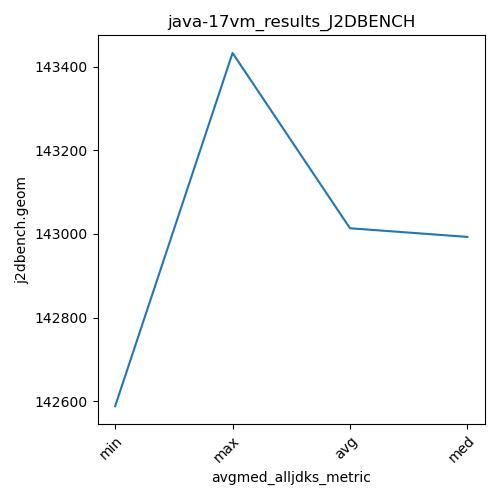 java-17vm_results_J2DBENCH
j2dbench.geom
143400
143200
143000
142800
142600
min
max
avg
med
avgmed_alljdks_metric